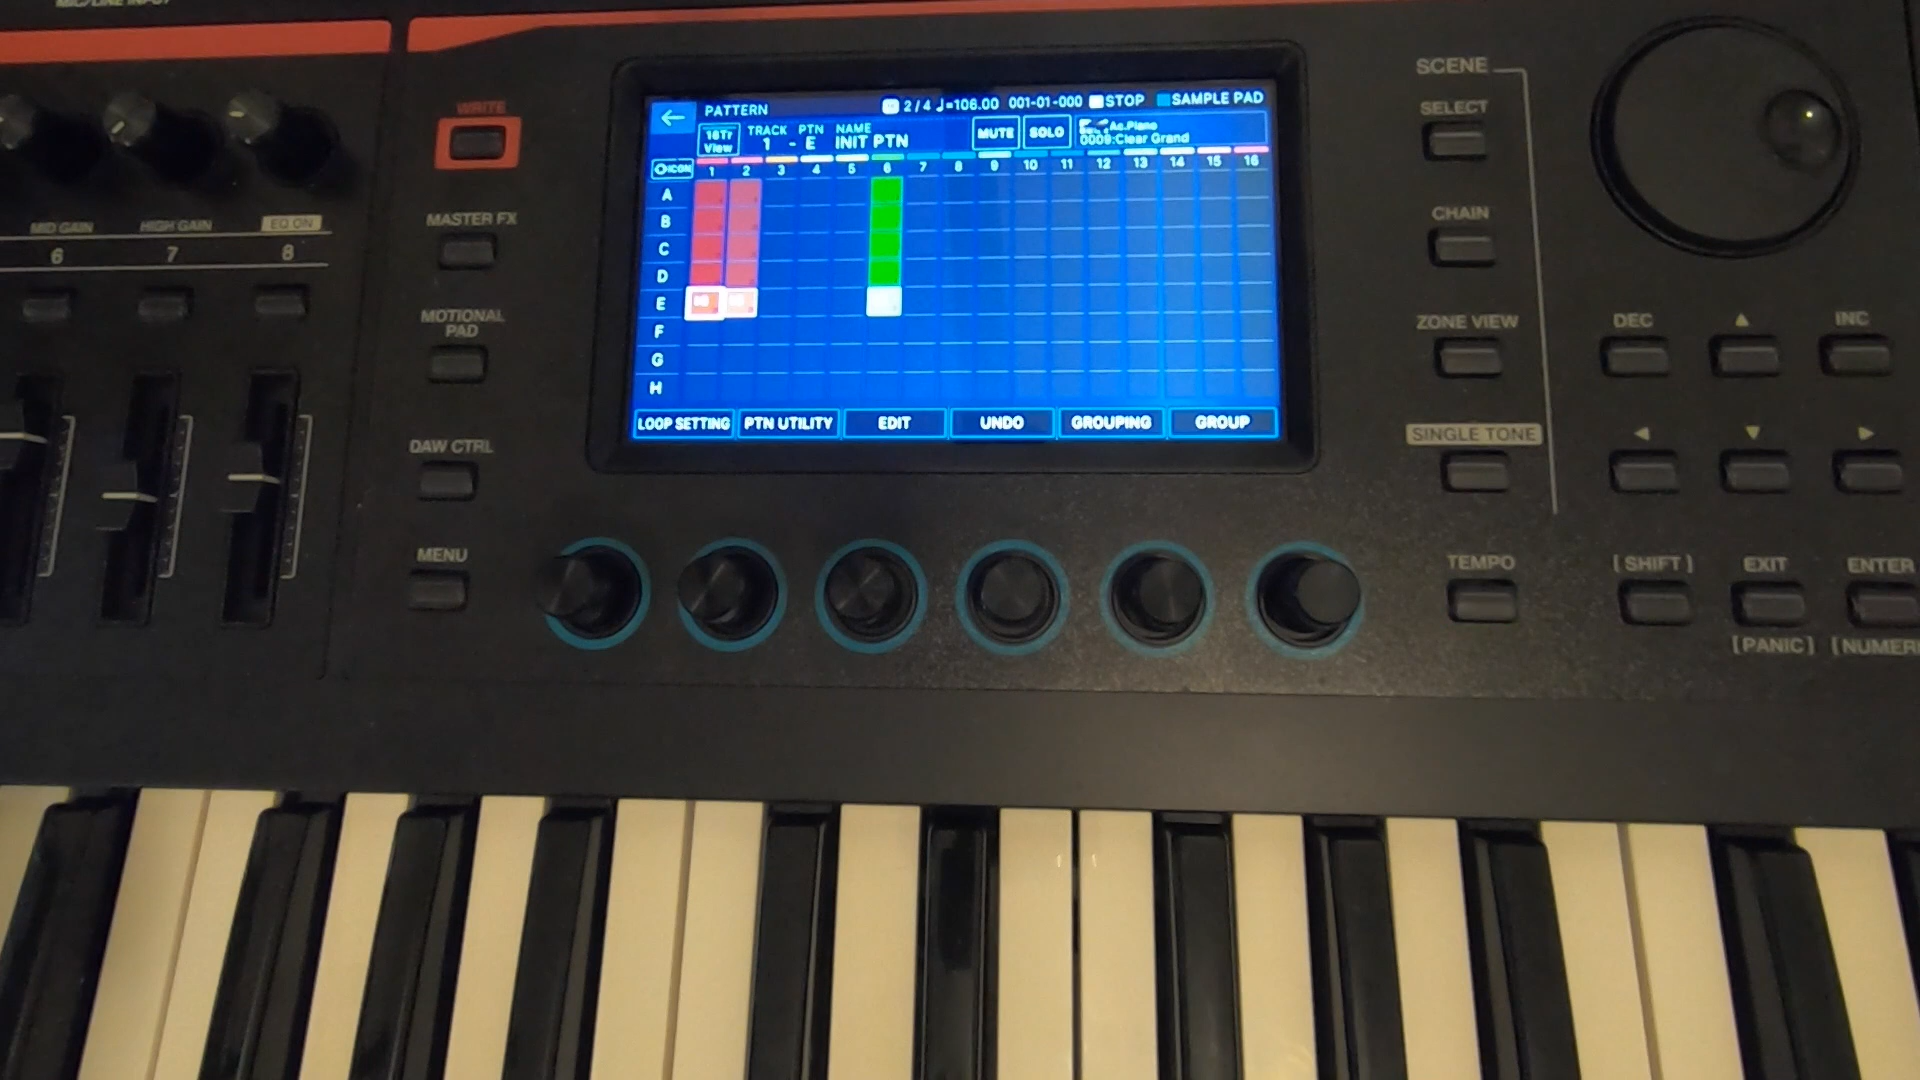 MIC/LINE INPUT
WRITE
MASTER FX
MOTIONAL
PAD
DAW CTRL
MENU
MID GAIN
HIGH GAIN
EQ ON
6
7
8
PATTERN
2 / 4 ♩=106.00 001-01-000 STOP SAMPLE PAD
16Tr
View
TRACK PTN NAME
1 - E INIT PTN
MUTE
SOLO
Ac.Piano
0009:Clear Grand
ICON
1 2 3 4 5 6 7 8 9 10 11 12 13 14 15 16
A
B
C
D
E
F
G
H
LOOP SETTING
PTN UTILITY
EDIT
UNDO
GROUPING
GROUP
SCENE
SELECT
CHAIN
ZONE VIEW
SINGLE TONE
TEMPO
DEC
INC
[ SHIFT ]
EXIT
ENTER
[ PANIC ]
[ NUMERI